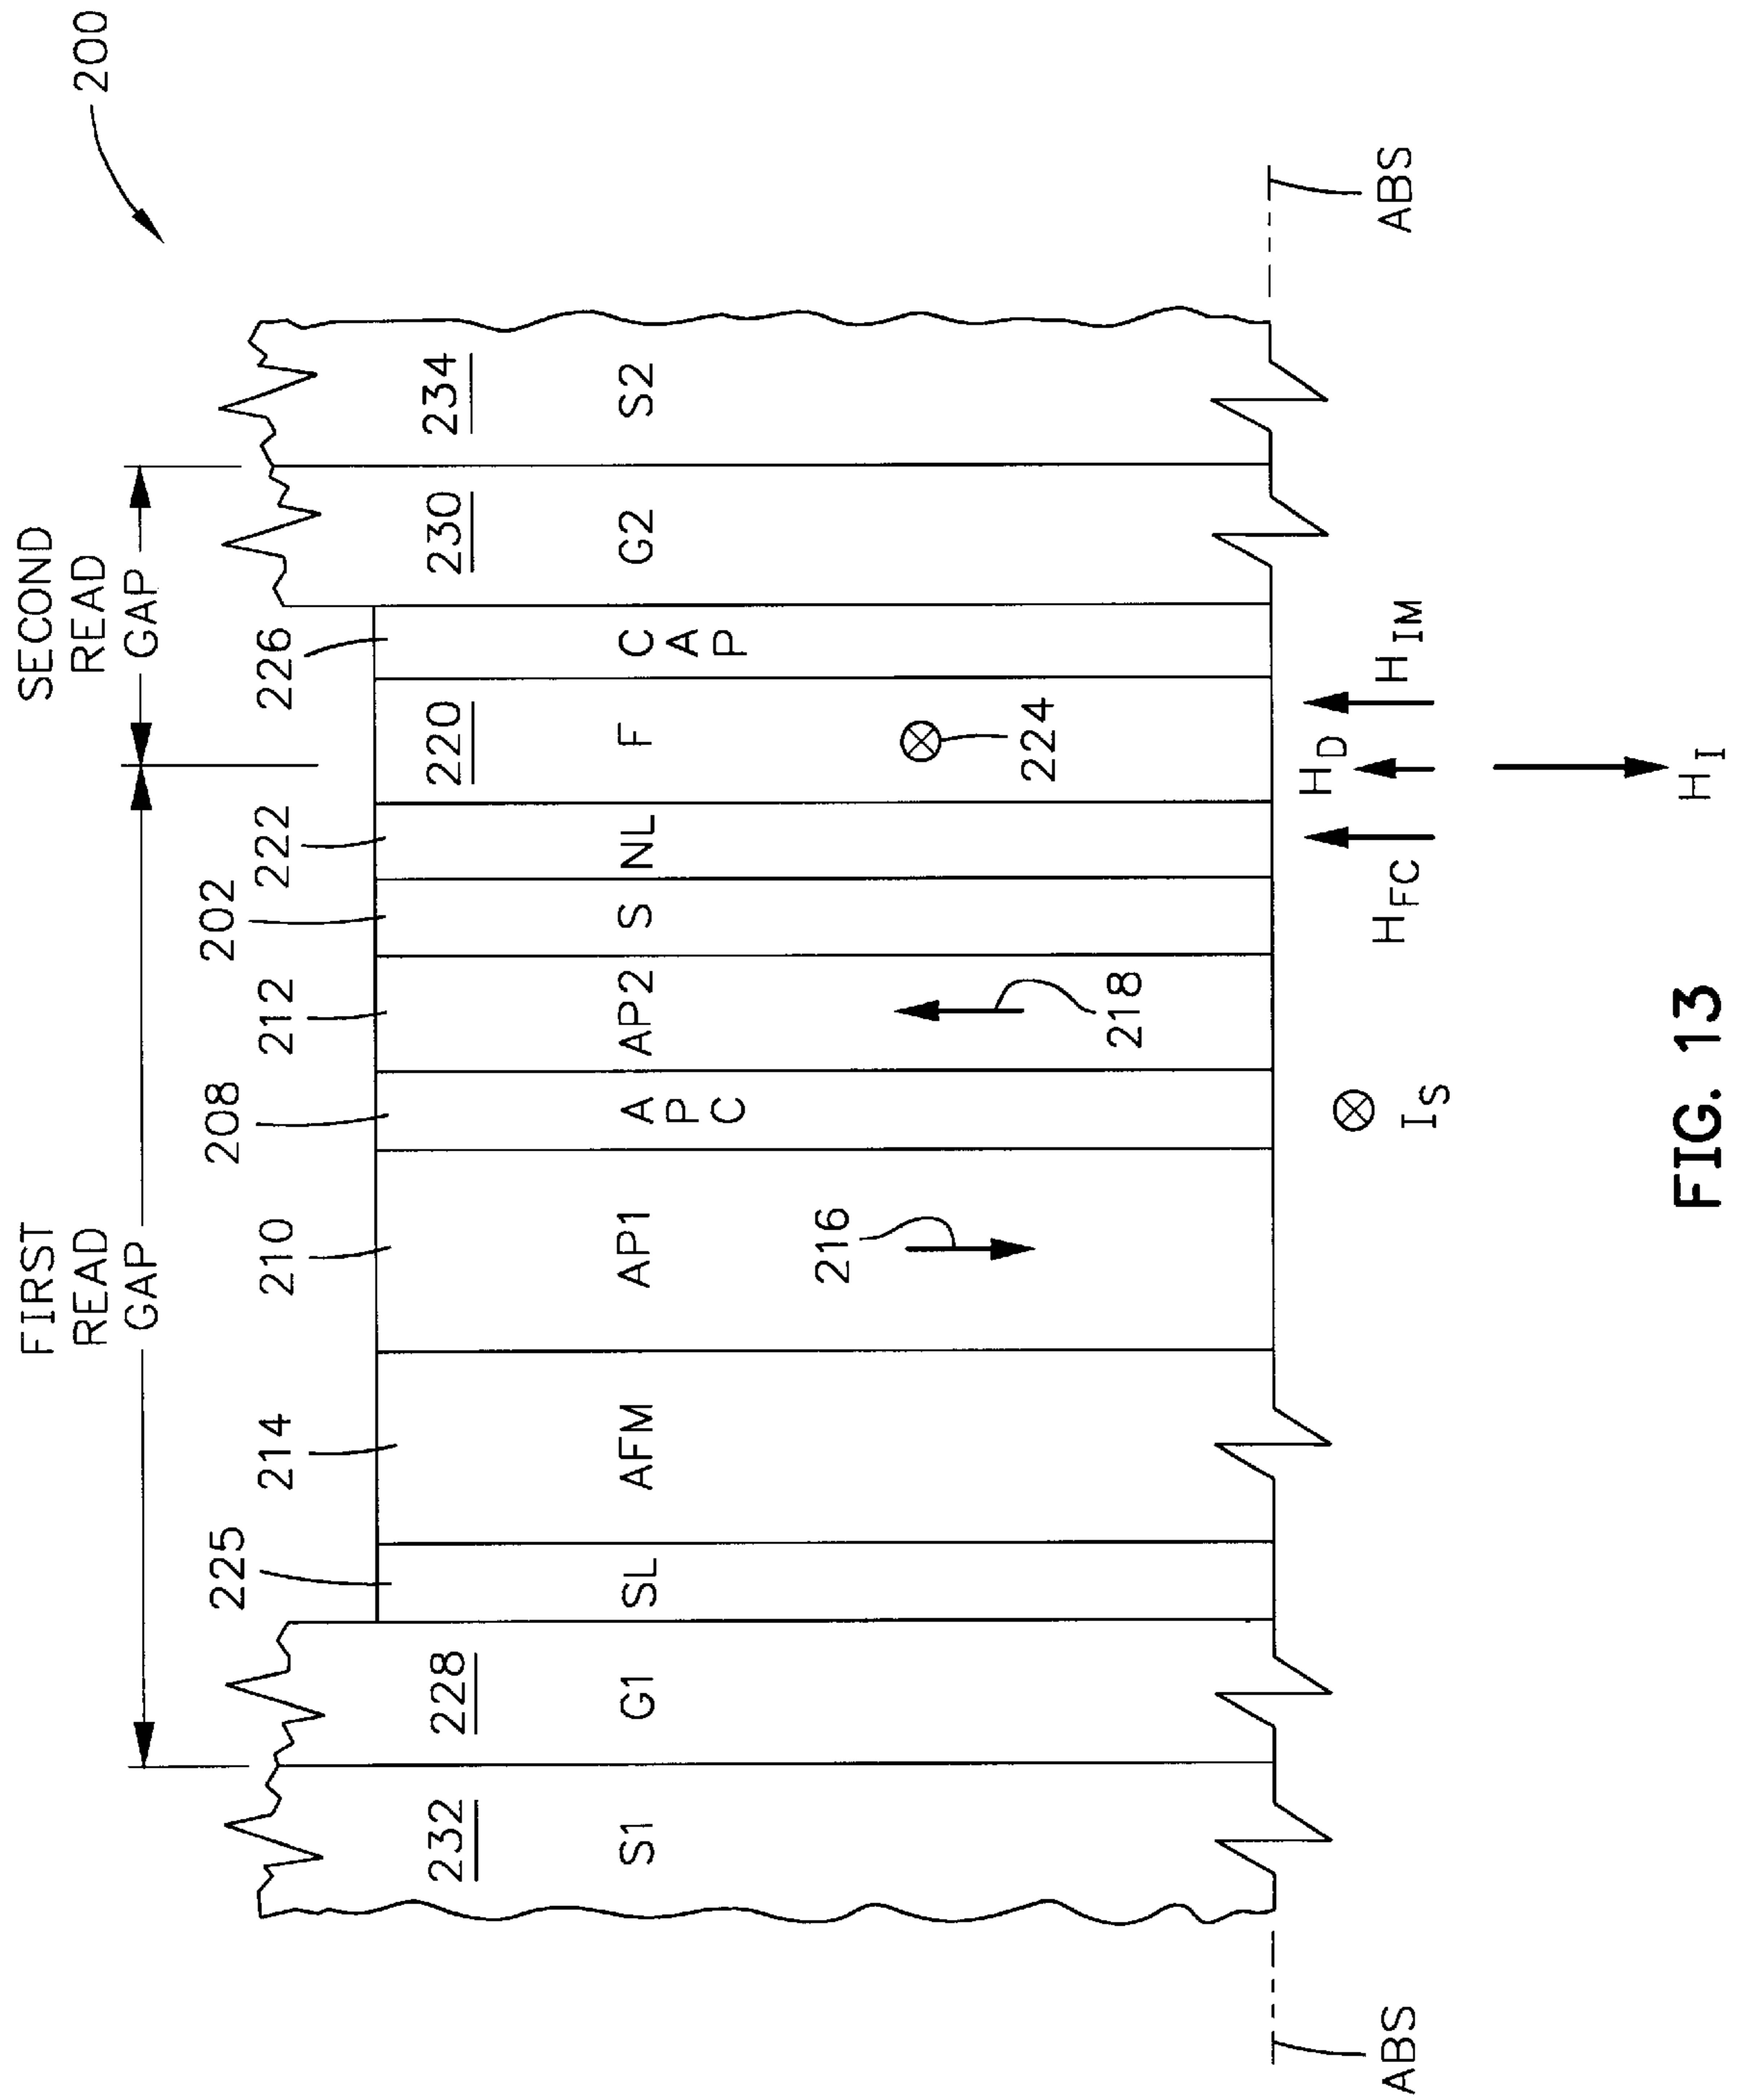 200
FIRST
READ
GAP
SECOND
READ
GAP
225
214
210
208
212
202
222
226
232
228
220
230
234
S1
G1
SL
AFM
AP1
A
P
C
AP2
S
NL
F
C
A
P
G2
S2
216
218
224
ABS
I_S
H_FC
H_D
H_IM
H_I
ABS
FIG. 13